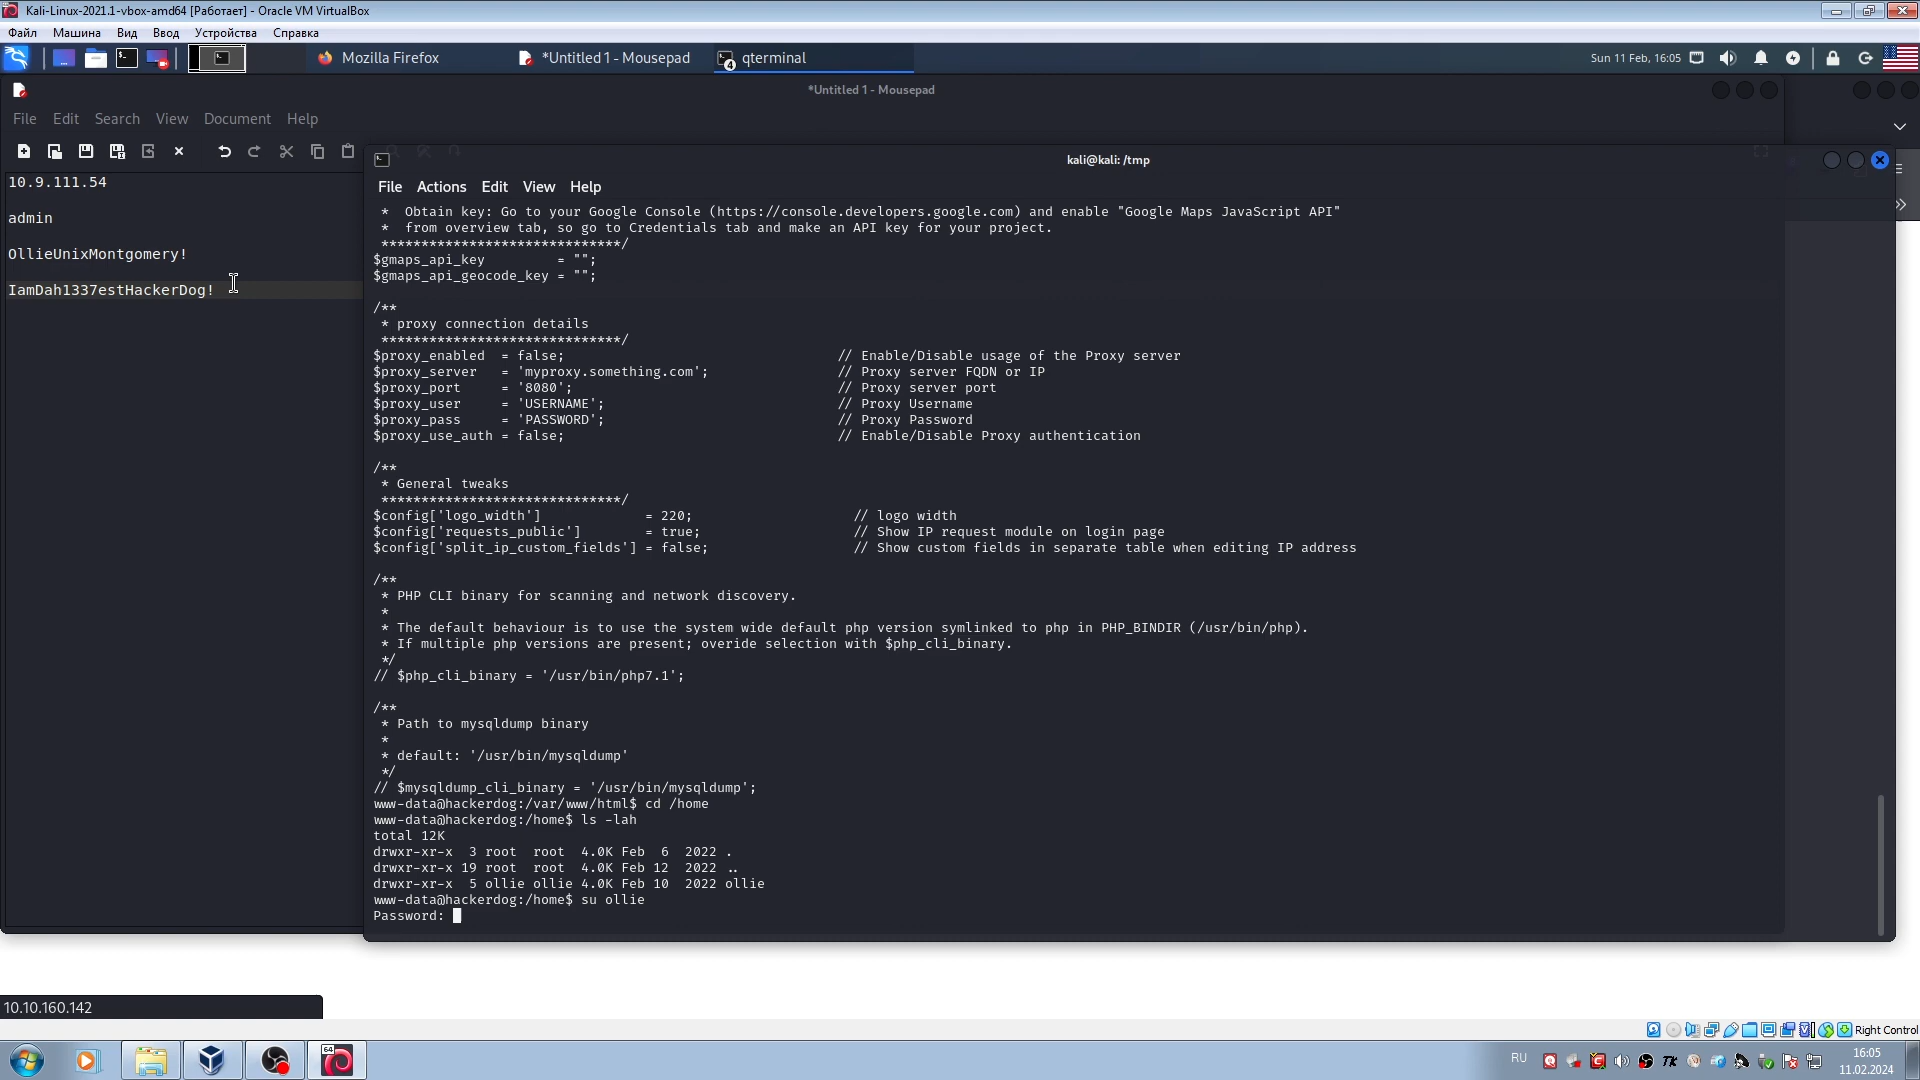 Kali-Linux-2021.1-vbox-amd64 [Работает] - Oracle VM VirtualBox
Файл Машина Вид Ввод Устройства Справка
Mozilla Firefox
*Untitled 1 - Mousepad
4 qterminal
Sun 11 Feb, 16:05
*Untitled 1 - Mousepad
File Edit Search View Document Help
10.9.111.54
admin
OllieUnixMontgomery!
IamDah1337estHackerDog!
kali@kali: /tmp
File Actions Edit View Help
* Obtain key: Go to your Google Console (https://console.developers.google.com) and enable "Google Maps JavaScript API"
* from overview tab, so go to Credentials tab and make an API key for your project.
******************************/
$gmaps_api_key         = "";
$gmaps_api_geocode_key = "";
/**
* proxy connection details
******************************/
$proxy_enabled  = false; // Enable/Disable usage of the Proxy server
$proxy_server   = 'myproxy.something.com'; // Proxy server FQDN or IP
$proxy_port     = '8080'; // Proxy server port
$proxy_user     = 'USERNAME'; // Proxy Username
$proxy_pass     = 'PASSWORD'; // Proxy Password
$proxy_use_auth = false; // Enable/Disable Proxy authentication
/**
* General tweaks
******************************/
$config['logo_width']             = 220; // logo width
$config['requests_public']        = true; // Show IP request module on login page
$config['split_ip_custom_fields'] = false; // Show custom fields in separate table when editing IP address
/**
* PHP CLI binary for scanning and network discovery.
*
* The default behaviour is to use the system wide default php version symlinked to php in PHP_BINDIR (/usr/bin/php).
* If multiple php versions are present; overide selection with $php_cli_binary.
*/
// $php_cli_binary = '/usr/bin/php7.1';
/**
* Path to mysqldump binary
*
* default: '/usr/bin/mysqldump'
*/
// $mysqldump_cli_binary = '/usr/bin/mysqldump';
www-data@hackerdog:/var/www/html$ cd /home
www-data@hackerdog:/home$ ls -lah
total 12K
drwxr-xr-x  3 root  root  4.0K Feb  6  2022 .
drwxr-xr-x 19 root  root  4.0K Feb 12  2022 ..
drwxr-xr-x  5 ollie ollie 4.0K Feb 10  2022 ollie
www-data@hackerdog:/home$ su ollie
Password:
10.10.160.142
Right Control
64
RU
16:05
11.02.2024